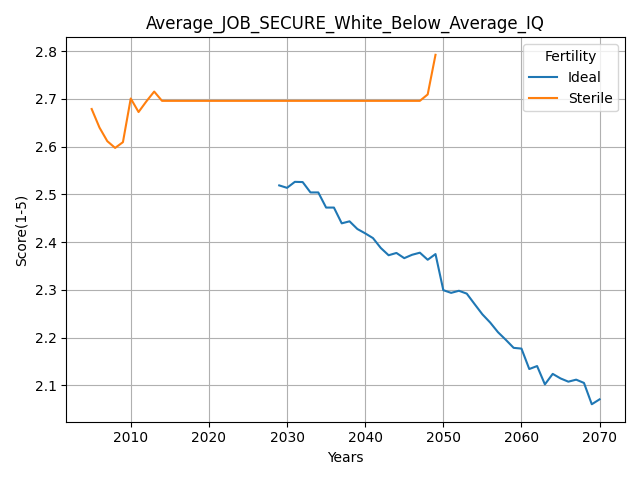 Average_JOB_SECURE_White_Below_Average_IQ
Fertility
Ideal
Sterile
Score(1-5)
2.8
2.7
2.6
2.5
2.4
2.3
2.2
2.1
2010 2020 2030 2040 2050 2060 2070
Years